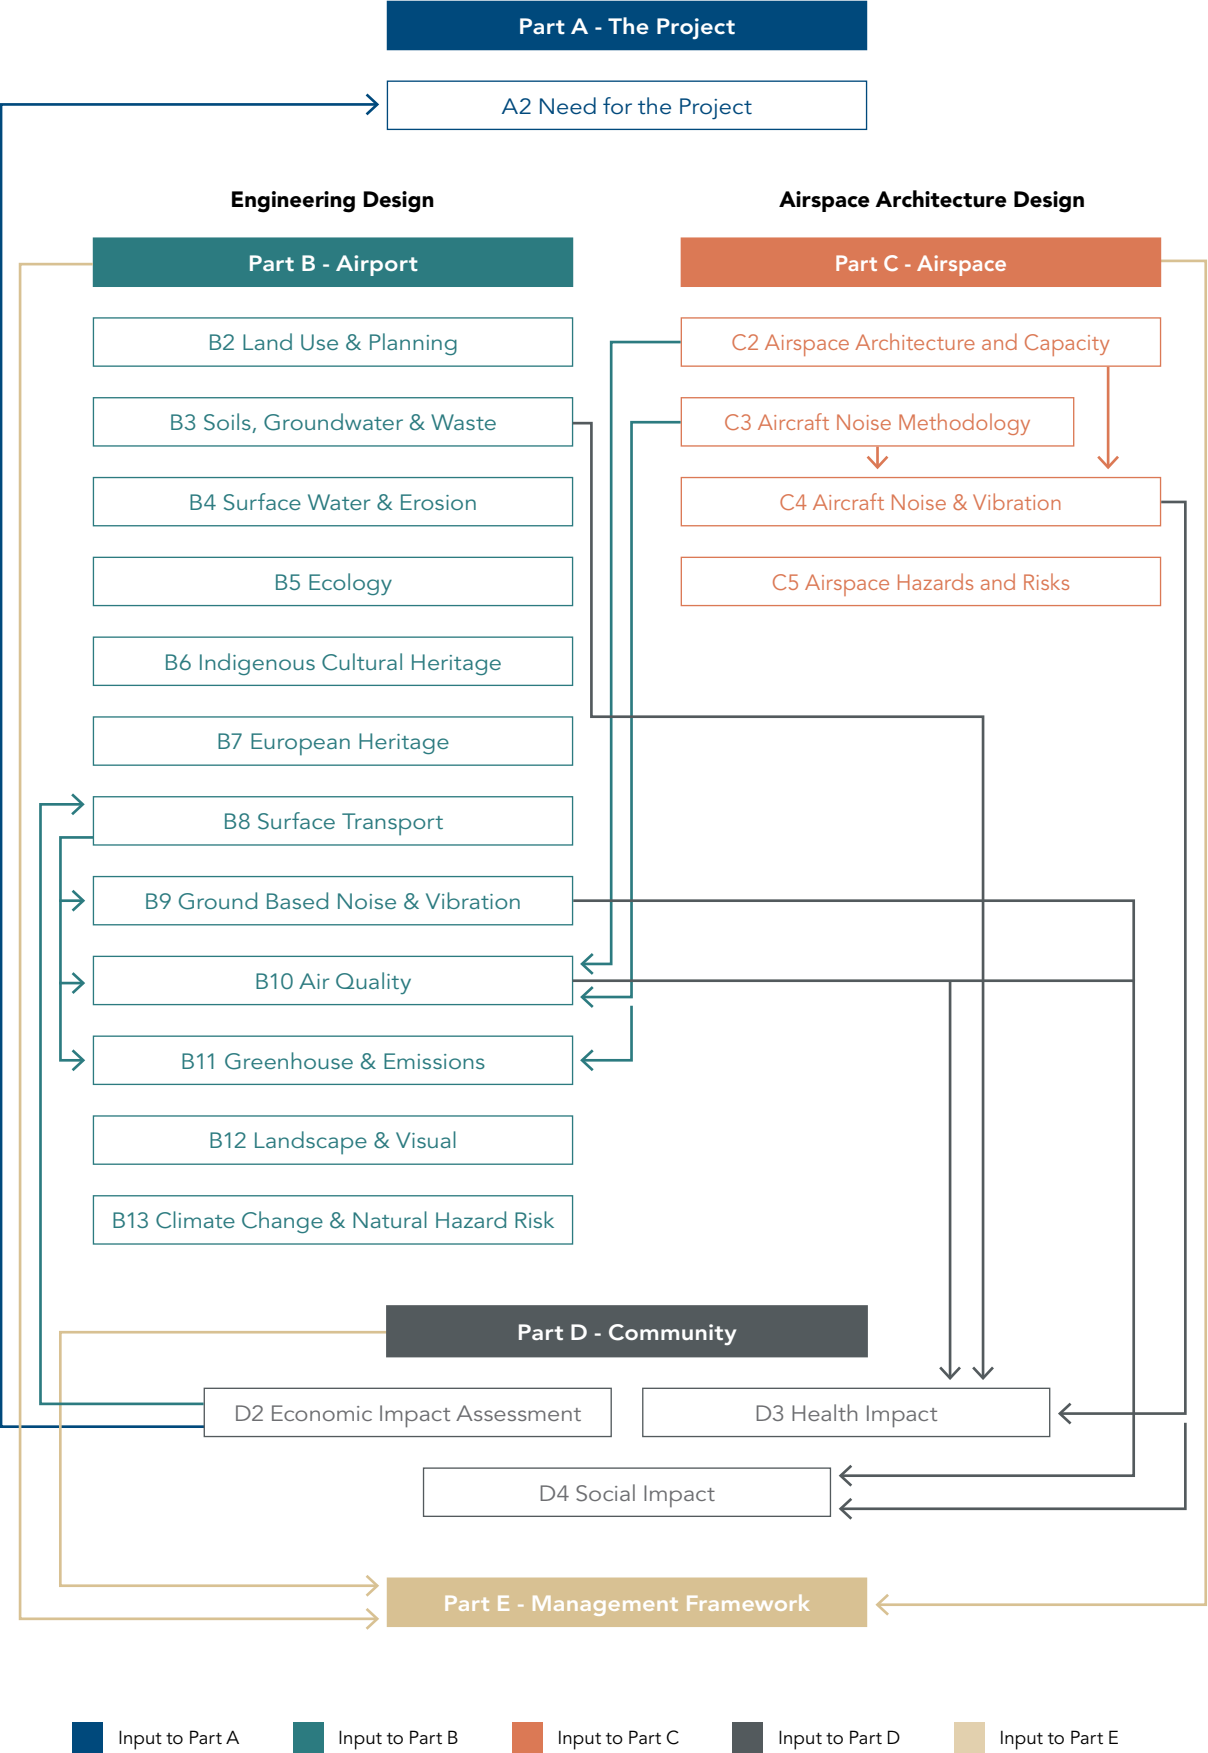 Part A - The Project
A2 Need for the Project
Engineering Design
Airspace Architecture Design
Part B - Airport
Part C - Airspace
B2 Land Use & Planning
C2 Airspace Architecture and Capacity
B3 Soils, Groundwater & Waste
C3 Aircraft Noise Methodology
B4 Surface Water & Erosion
C4 Aircraft Noise & Vibration
B5 Ecology
C5 Airspace Hazards and Risks
B6 Indigenous Cultural Heritage
B7 European Heritage
B8 Surface Transport
B9 Ground Based Noise & Vibration
B10 Air Quality
B11 Greenhouse & Emissions
B12 Landscape & Visual
B13 Climate Change & Natural Hazard Risk
Part D - Community
D2 Economic Impact Assessment
D3 Health Impact
D4 Social Impact
Part E - Management Framework
Input to Part A
Input to Part B
Input to Part C
Input to Part D
Input to Part E